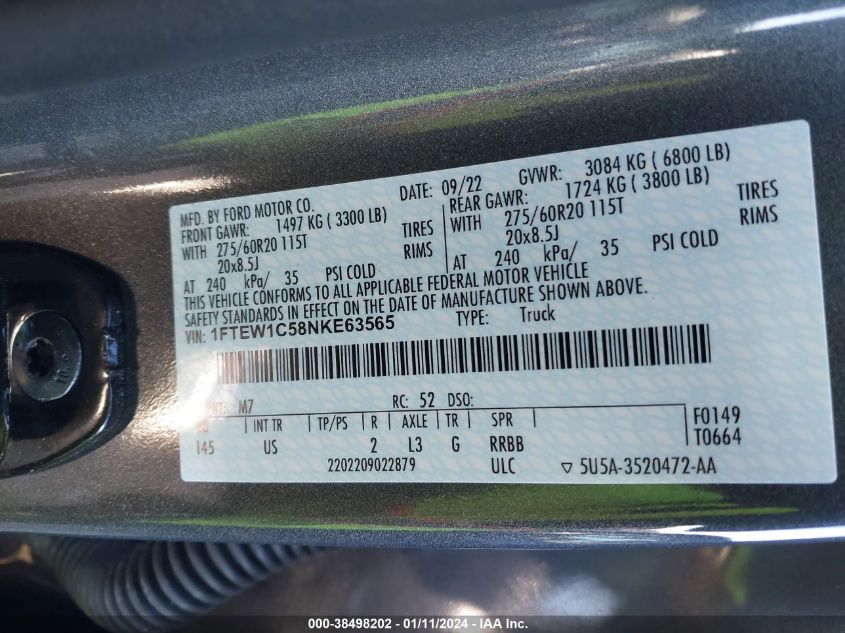 MFD. BY FORD MOTOR CO.
DATE: 09/22 GVWR: 3084 KG ( 6800 LB)
FRONT GAWR: 1497 KG ( 3300 LB)
REAR GAWR: 1724 KG ( 3800 LB)
WITH 275/60R20 115T TIRES
WITH 275/60R20 115T TIRES
20x8.5J RIMS
20x8.5J RIMS
AT 240 kPa/ 35 PSI COLD
AT 240 kPa/ 35 PSI COLD
THIS VEHICLE CONFORMS TO ALL APPLICABLE FEDERAL MOTOR VEHICLE
SAFETY STANDARDS IN EFFECT ON THE DATE OF MANUFACTURE SHOWN ABOVE.
VIN: 1FTEW1C58NKE63565 TYPE: Truck
M7 RC: 52 DSO:
INT TR TP/PS R AXLE TR SPR F0149
145 US 2 L3 G RRBB T0664
2202209022879 ULC ▽ 5U5A-3520472-AA
000-38498202 - 01/11/2024 - IAA Inc.